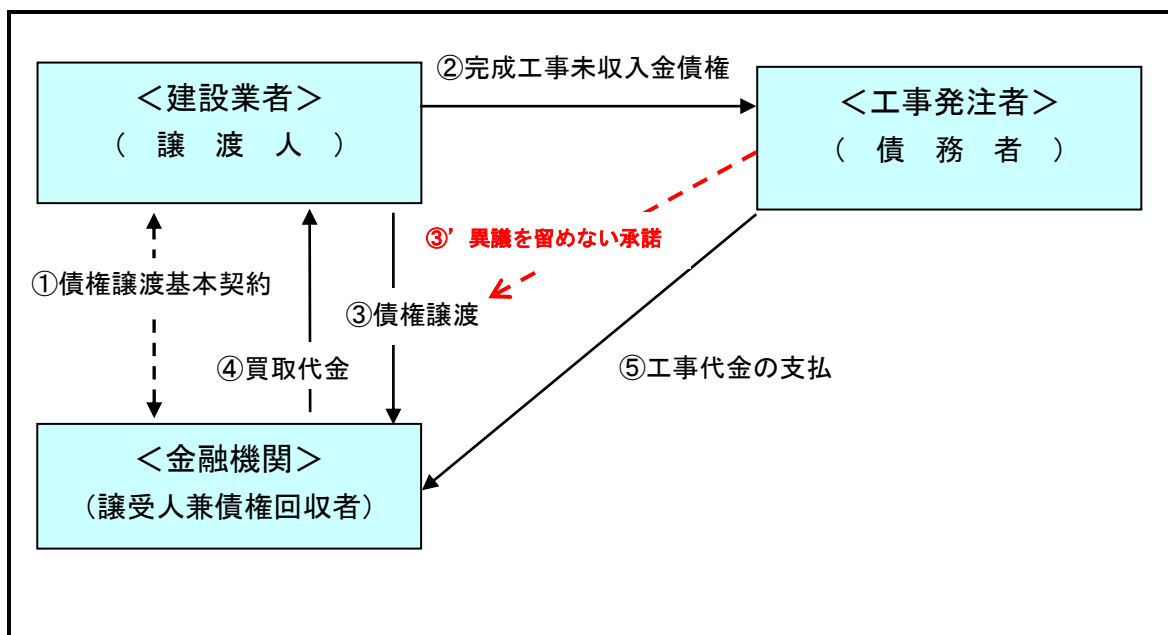 ②完成工事未収入金債権
＜建設業者＞
（　譲　渡　人　）
＜工事発注者＞
（　債　務　者　）
③’異議を留めない承諾
①債権譲渡基本契約
③債権譲渡
④買取代金
⑤工事代金の支払
＜金融機関＞
（譲受人兼債権回収者）